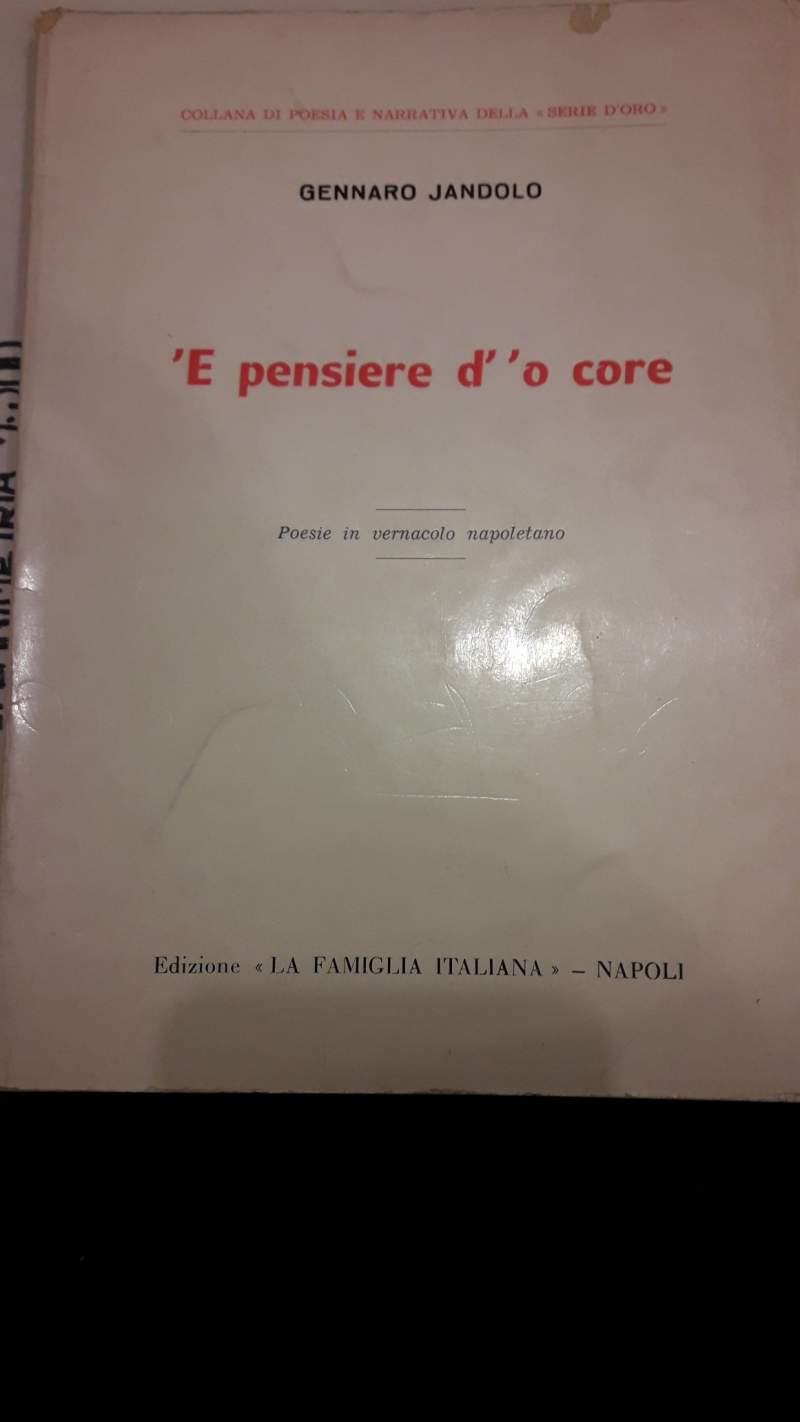 COLLANA DI POESIA E NARRATIVA DELLA « SERIE D'ORO »
GENNARO JANDOLO
'E pensiere d' 'o core
Poesie in vernacolo napoletano
Edizione « LA FAMIGLIA ITALIANA » – NAPOLI